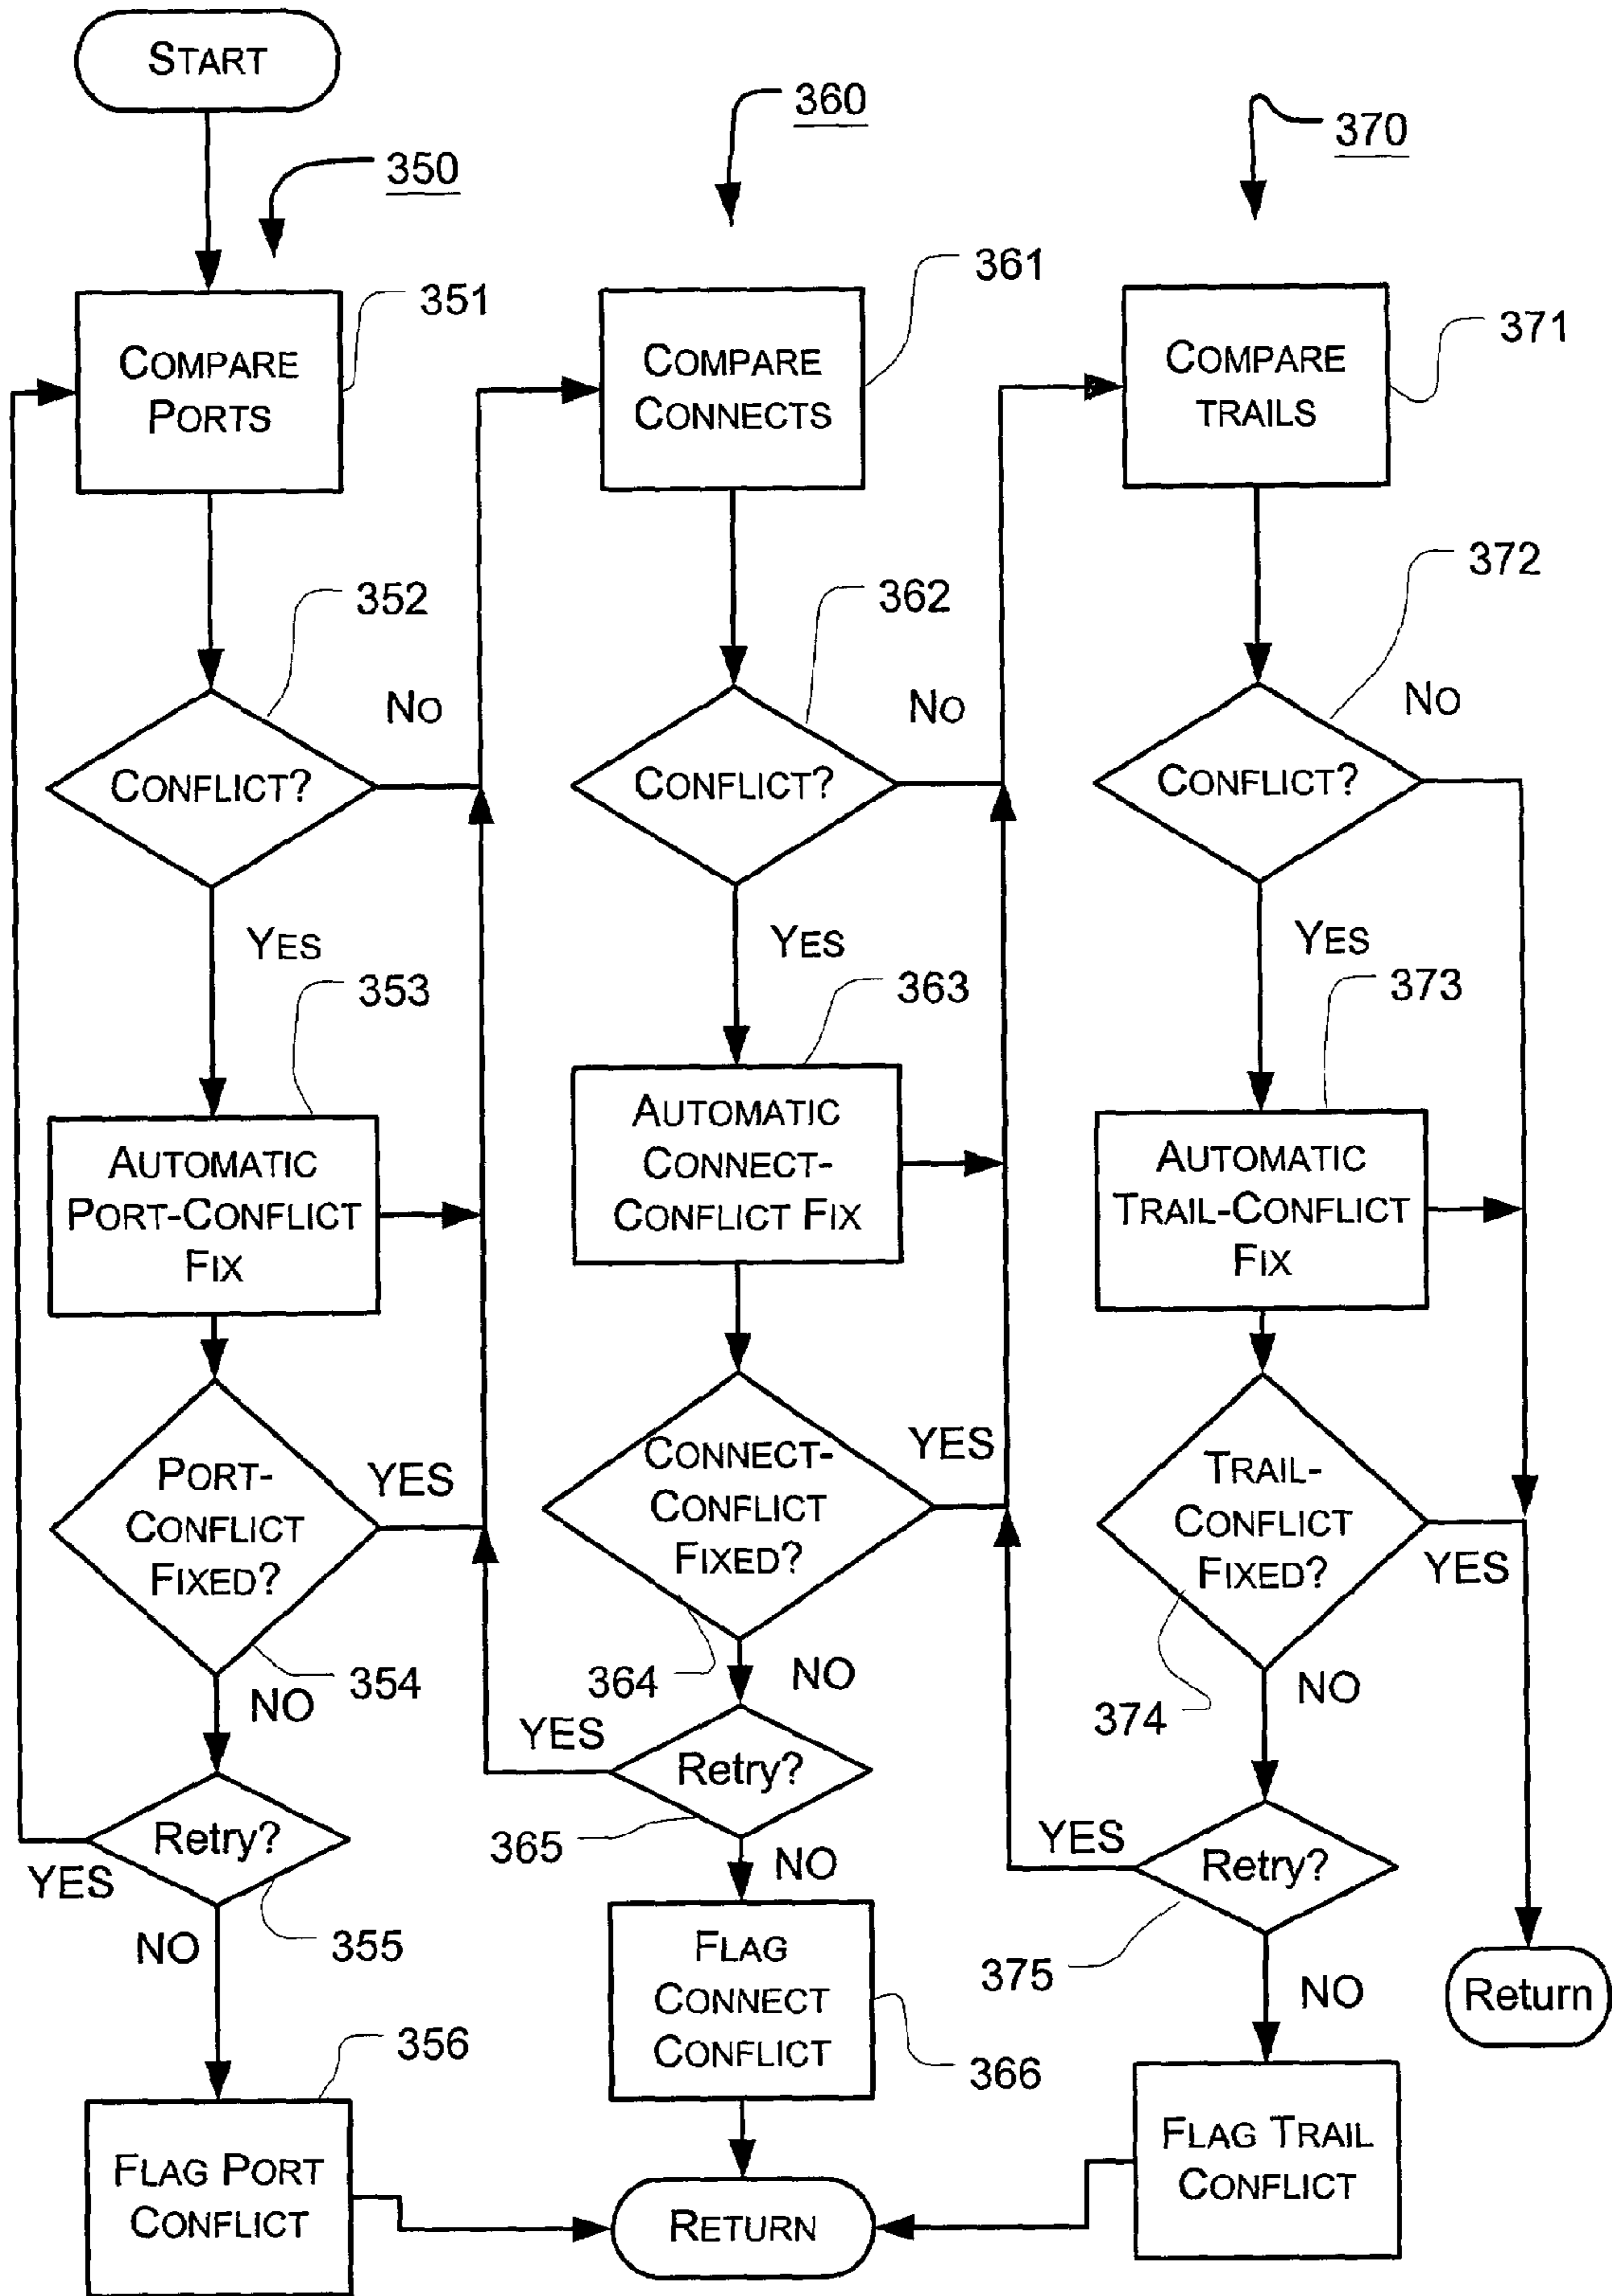 START
350
360
370
COMPARE
PORTS
351
COMPARE
CONNECTS
361
COMPARE
TRAILS
371
352
CONFLICT?
NO
YES
362
CONFLICT?
NO
YES
372
CONFLICT?
NO
YES
353
AUTOMATIC
PORT-CONFLICT
FIX
363
AUTOMATIC
CONNECT-
CONFLICT FIX
373
AUTOMATIC
TRAIL-CONFLICT
FIX
PORT-
CONFLICT
FIXED?
YES
354
NO
CONNECT-
CONFLICT
FIXED?
YES
364
NO
TRAIL-
CONFLICT
FIXED?
YES
374
NO
Retry?
YES
355
NO
Retry?
YES
365
NO
Retry?
YES
375
NO
Return
356
FLAG PORT
CONFLICT
FLAG
CONNECT
CONFLICT
366
FLAG TRAIL
CONFLICT
RETURN